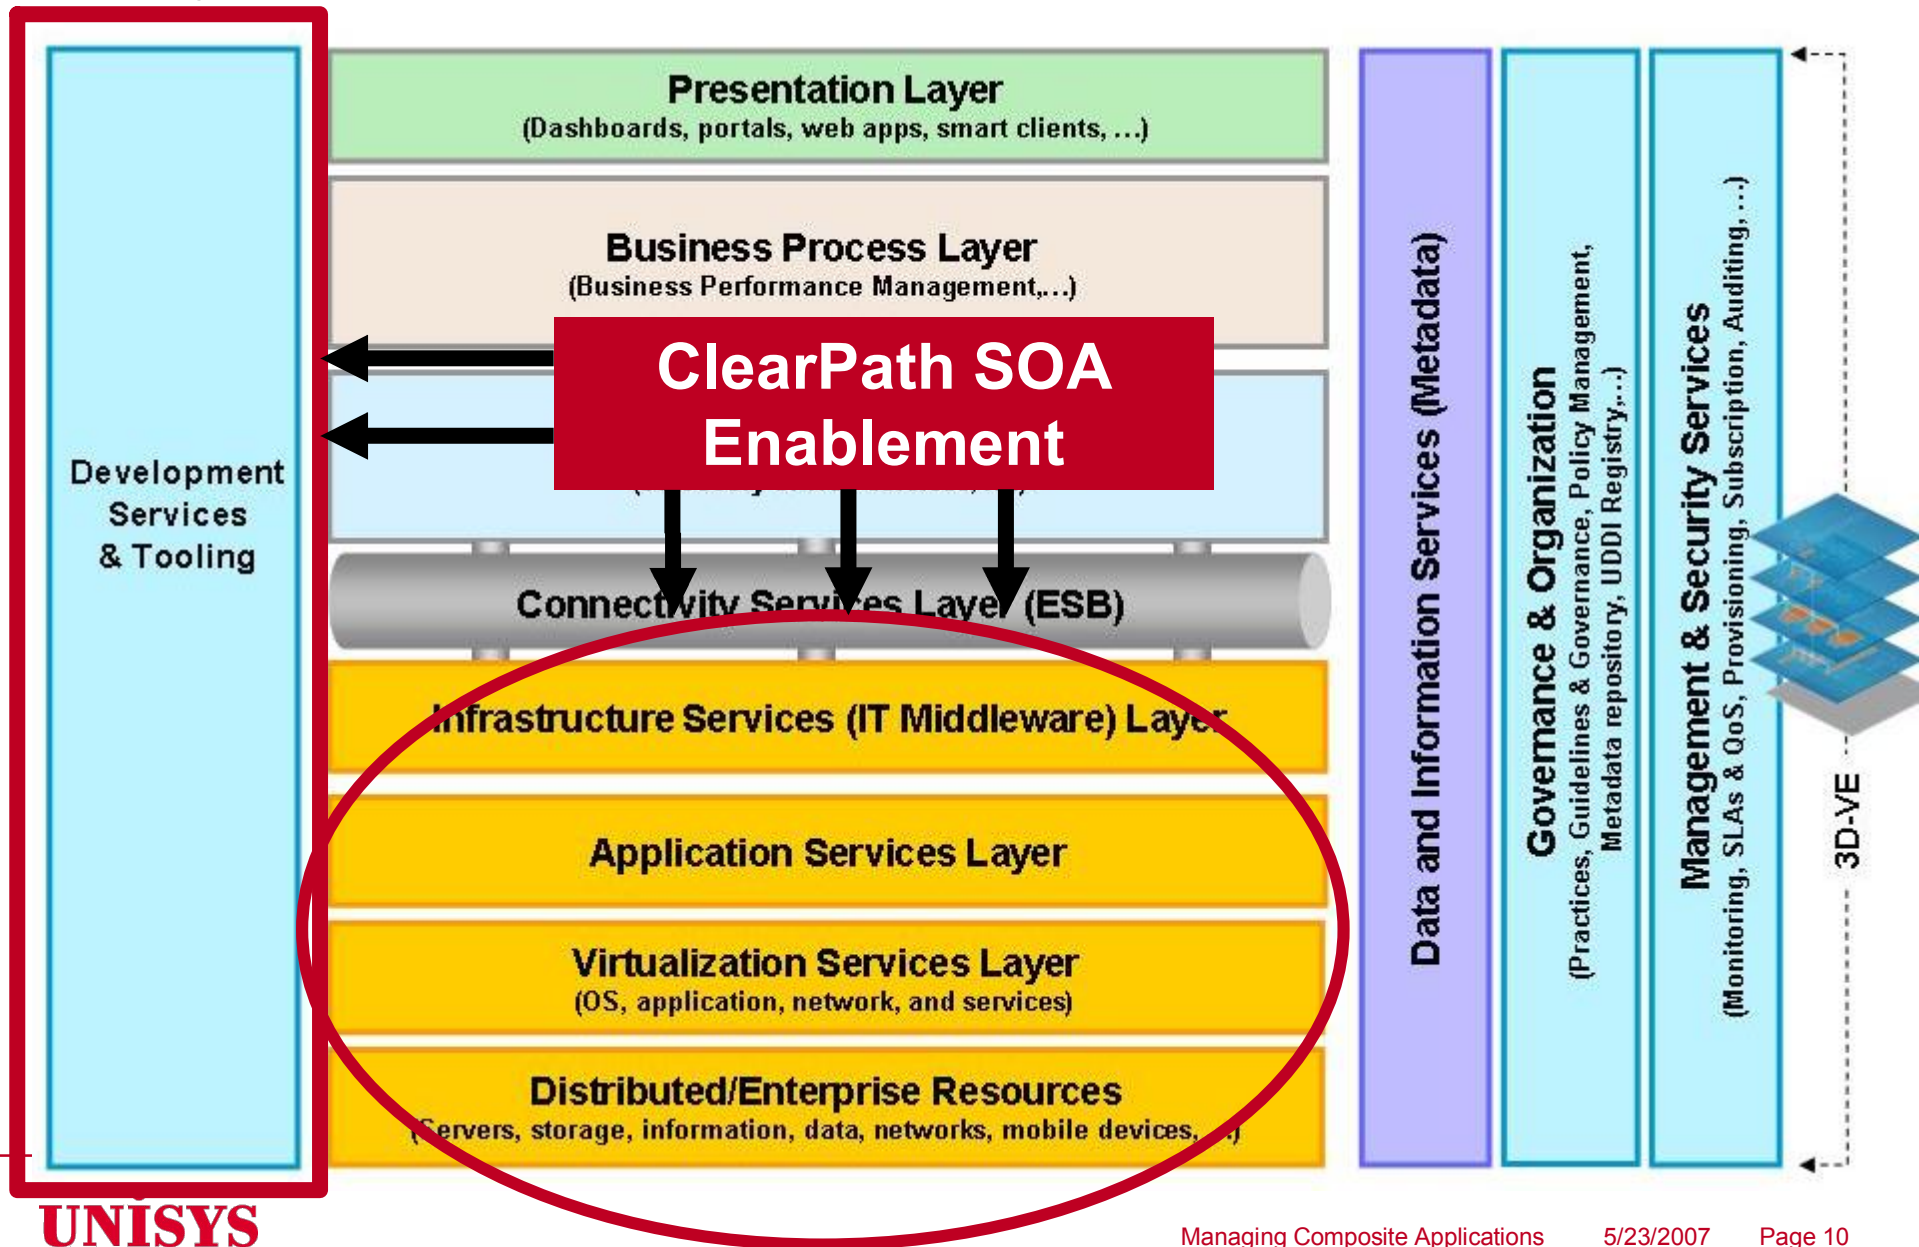 Presentation Layer
(Dashboards, portals, web apps, smart clients, …)
Business Process Layer
(Business Performance Management,…)
ClearPath SOA
Enablement
Development
Services
& Tooling
Connectivity Services Layer (ESB)
Infrastructure Services (IT Middleware) Layer
Application Services Layer
Virtualization Services Layer
(OS, application, network, and services)
Distributed/Enterprise Resources
(Servers, storage, information, data, networks, mobile devices, …)
Data and Information Services (Metadata)
Governance & Organization
(Practices, Guidelines & Governance, Policy Management,
Metadata repository, UDDI Registry,…)
Management & Security Services
(Monitoring, SLAs & QoS, Provisioning, Subscription, Auditing, …)
3D-VE
UNISYS
Managing Composite Applications 5/23/2007 Page 10